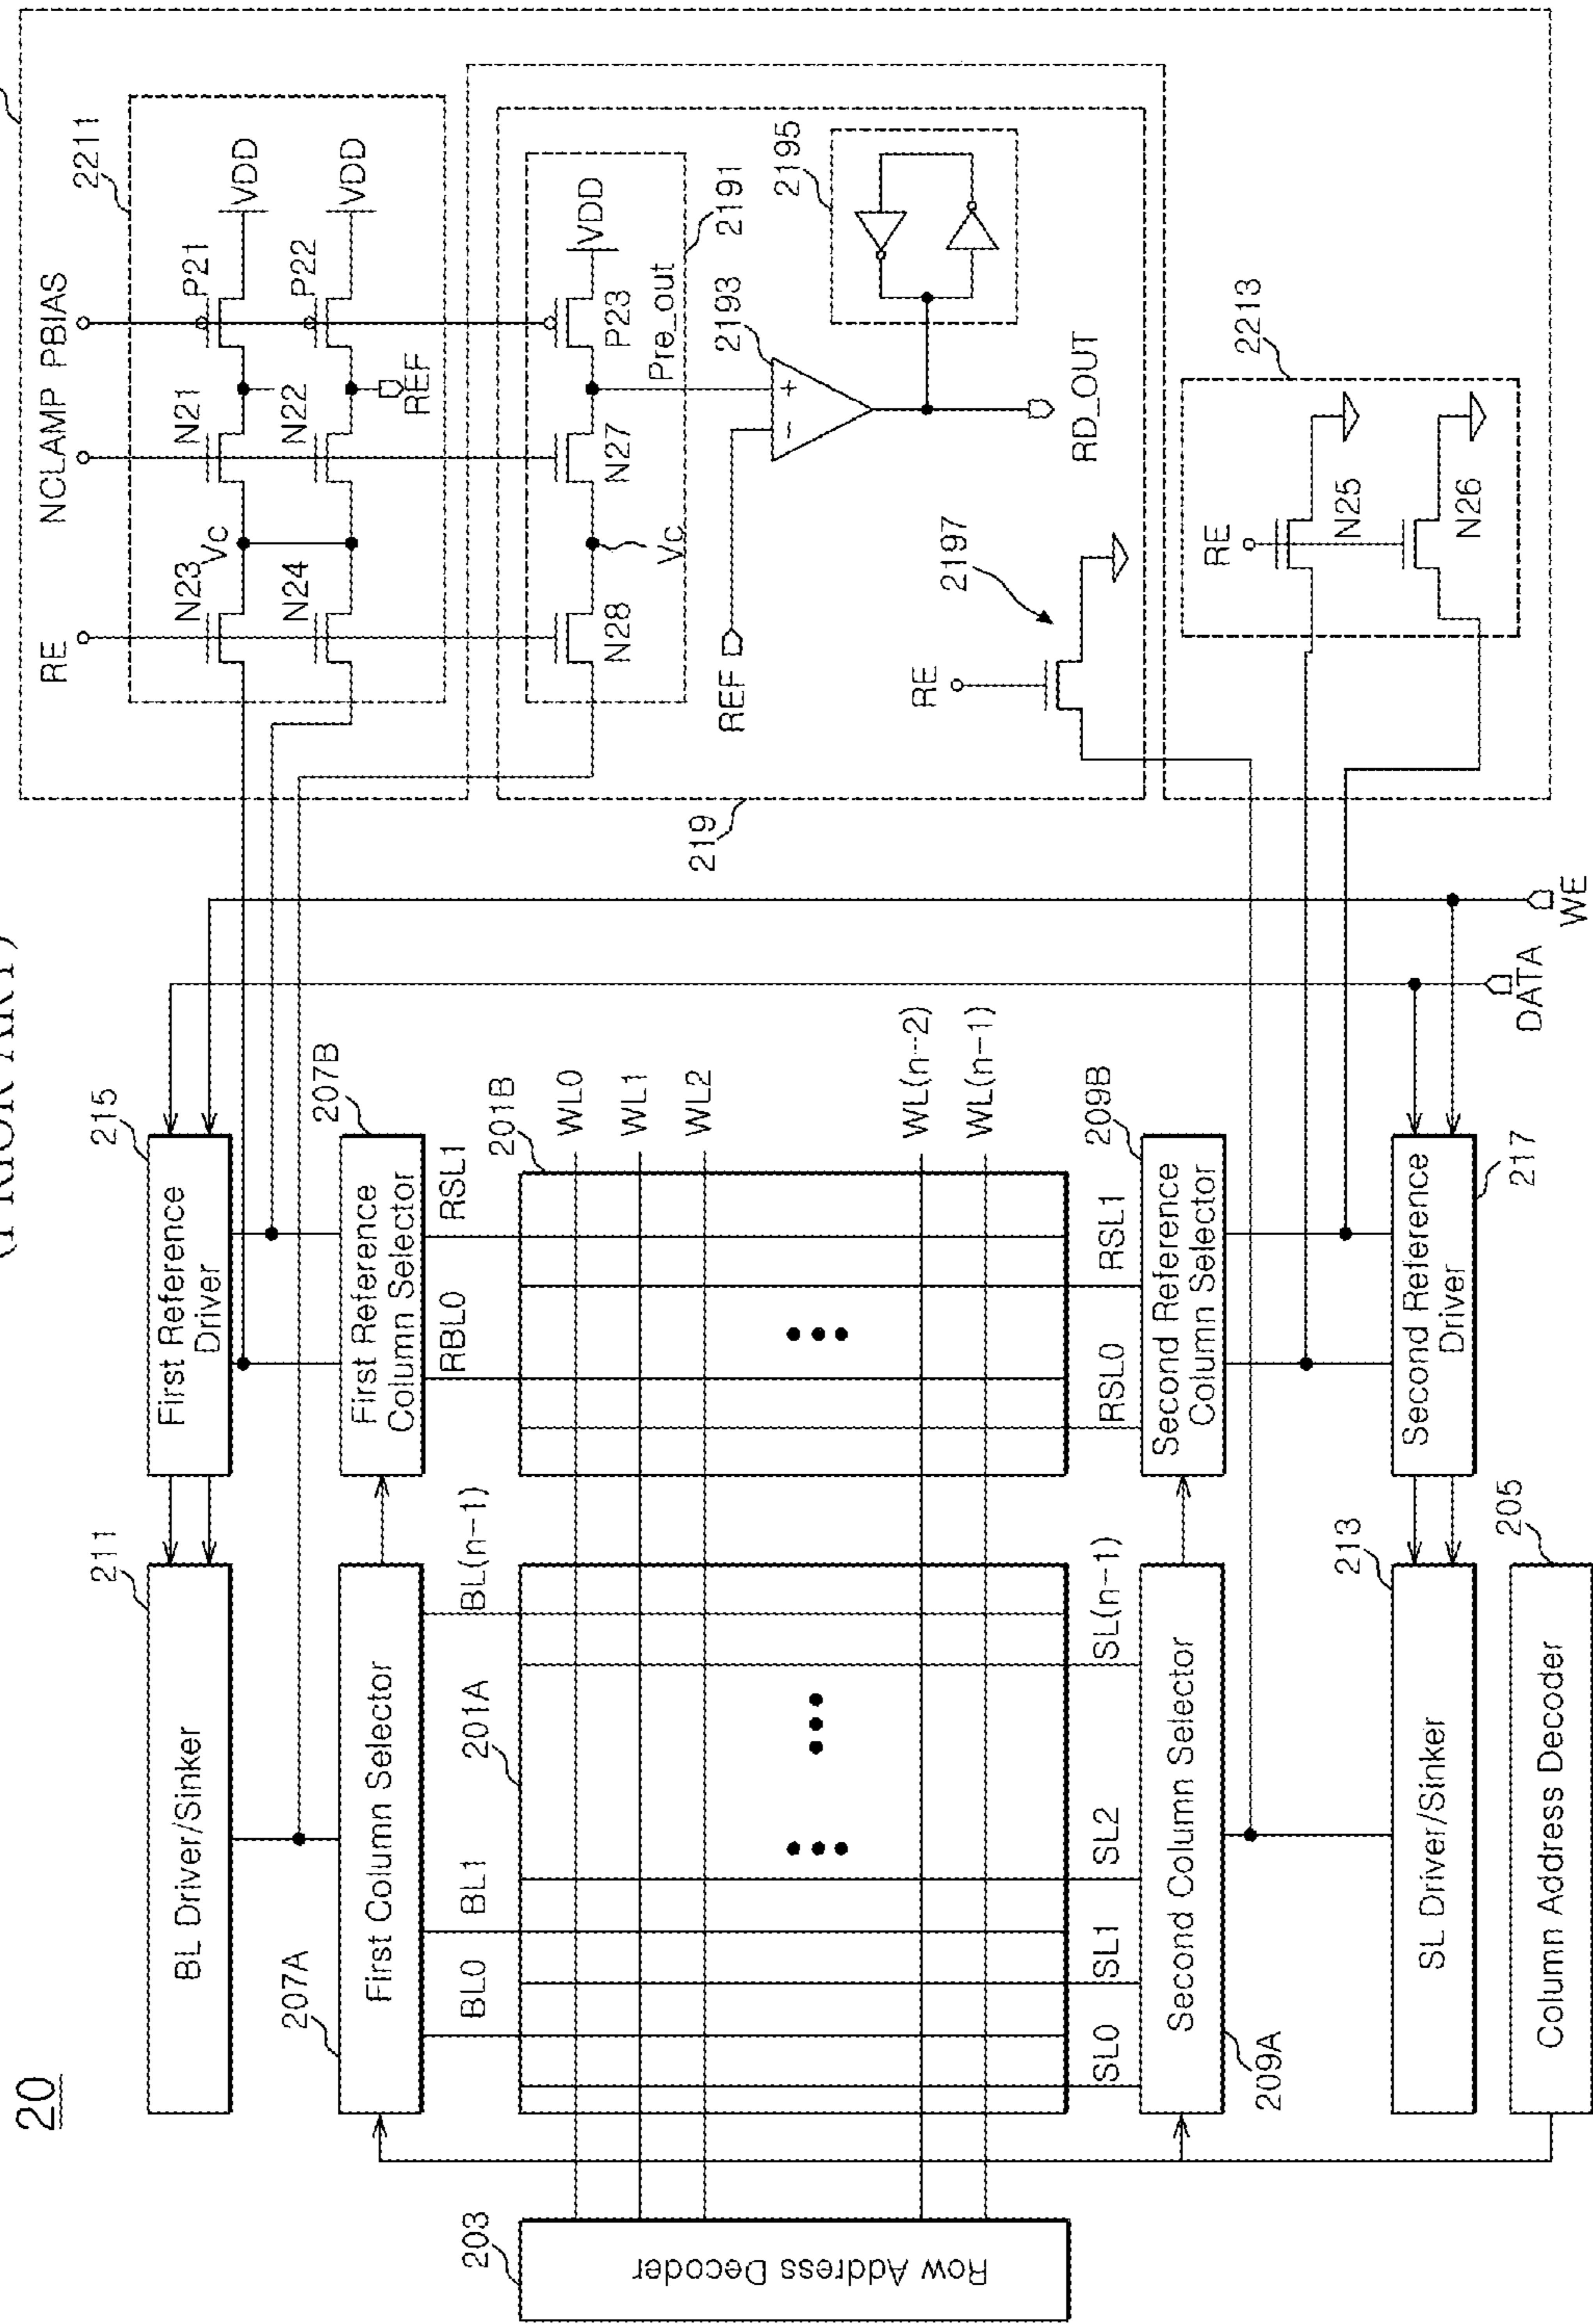 20
(PRIOR ART)
RE
NCLAMP
PBIAS
2211
N23
Vc
N21
P21
VDD
N24
N22
P22
VDD
REF
N28
Vc
N27
P23
VDD
2191
Pre_out
REF
−
+
2193
2195
RD_OUT
RE
2197
219
RE
N25
N26
2213
211
BL Driver/Sinker
215
First Reference
Driver
207A
First Column Selector
207B
First Reference
Column Selector
BL0
BL1
201A
BL(n−1)
RBL0
RSL1
201B
WL0
WL1
WL2
WL(n−2)
WL(n−1)
203
Row Address Decoder
SL0
SL1
SL2
SL(n−1)
RSL0
RSL1
209A
Second Column Selector
209B
Second Reference
Column Selector
213
SL Driver/Sinker
217
Second Reference
Driver
205
Column Address Decoder
DATA
WE